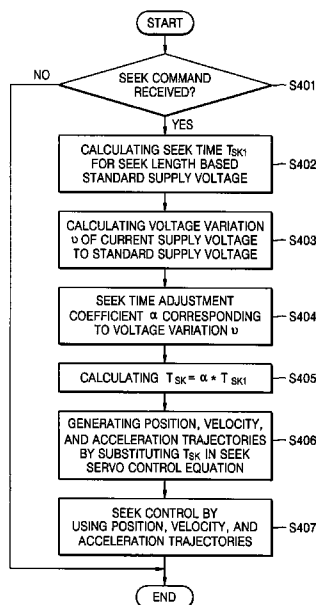 START
NO
SEEK COMMAND
RECEIVED?
S401
YES
CALCULATING SEEK TIME TSK1
FOR SEEK LENGTH BASED
STANDARD SUPPLY VOLTAGE
S402
CALCULATING VOLTAGE VARIATION
υ OF CURRENT SUPPLY VOLTAGE
TO STANDARD SUPPLY VOLTAGE
S403
SEEK TIME ADJUSTMENT
COEFFICIENT α CORRESPONDING
TO VOLTAGE VARIATION υ
S404
CALCULATING TSK = α * TSK1
S405
GENERATING POSITION, VELOCITY,
AND ACCELERATION TRAJECTORIES
BY SUBSTITUTING TSK IN SEEK
SERVO CONTROL EQUATION
S406
SEEK CONTROL BY
USING POSITION, VELOCITY, AND
ACCELERATION TRAJECTORIES
S407
END